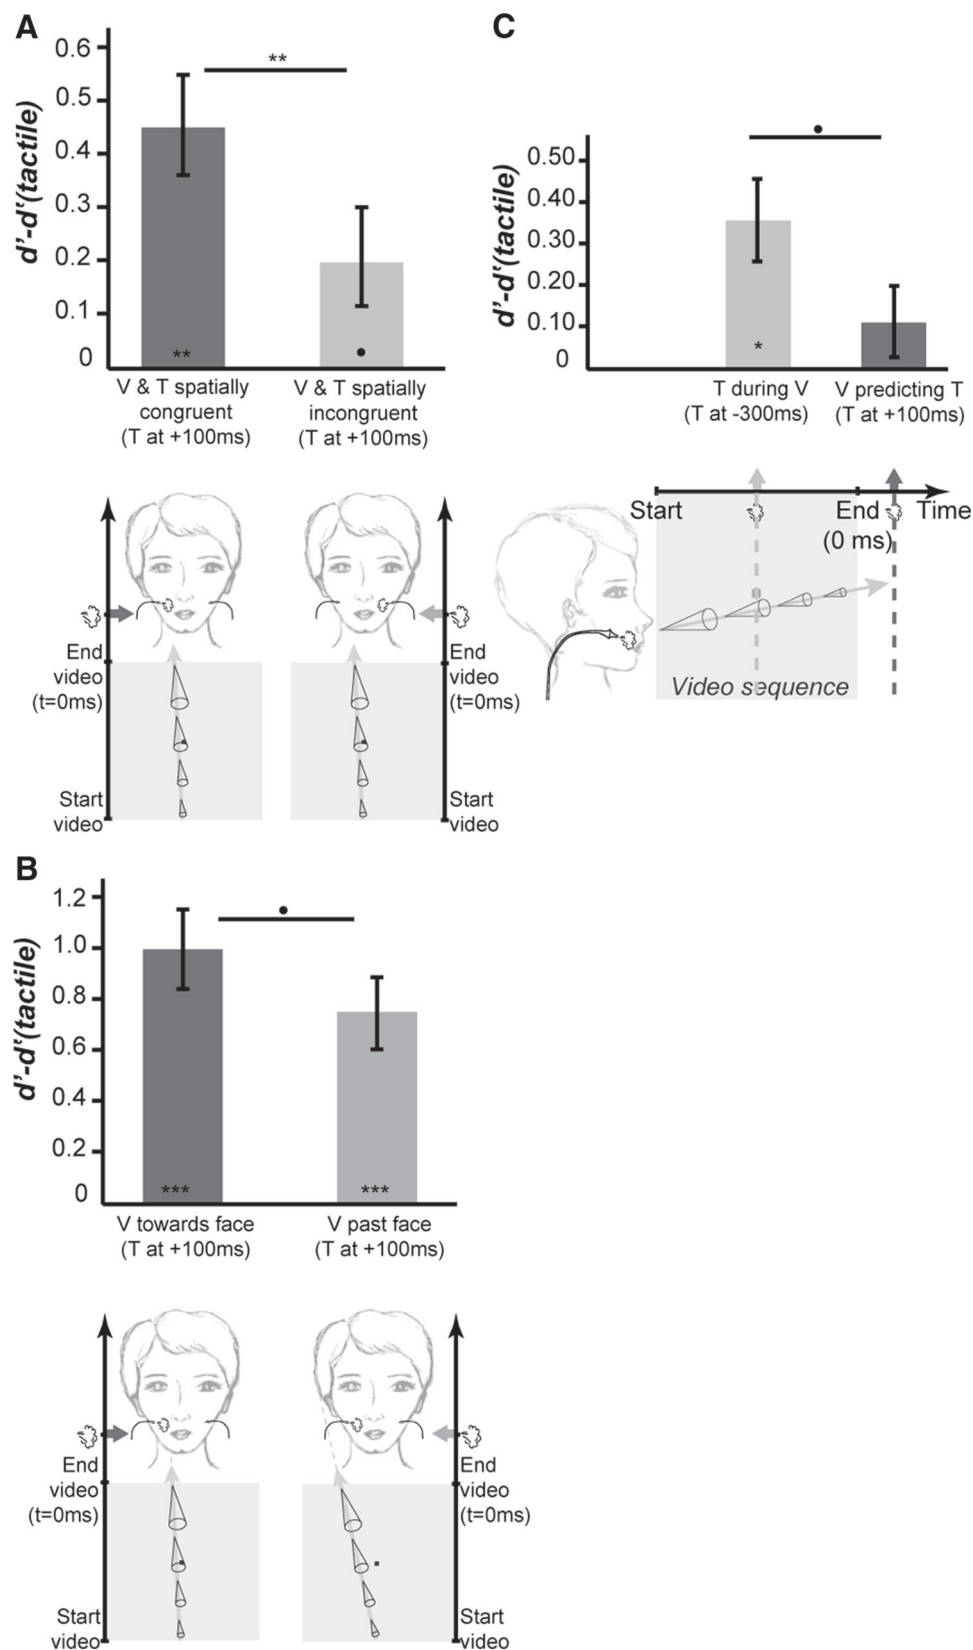 A
d'-d'(tactile)
0.6
0.5
0.4
0.3
0.2
0.1
0
**
**
•
V & T spatially
congruent
(T at +100ms)
V & T spatially
incongruent
(T at +100ms)
End
video
(t=0ms)
Start
video
End
video
(t=0ms)
Start
video
B
d'-d'(tactile)
1.2
1.0
0.8
0.6
0.4
0.2
0
•
***
***
V towards face
(T at +100ms)
V past face
(T at +100ms)
End
video
(t=0ms)
Start
video
End
video
(t=0ms)
Start
video
C
d'-d'(tactile)
0.50
0.40
0.30
0.20
0.10
0
•
*
T during V
(T at -300ms)
V predicting T
(T at +100ms)
Start
End
(0 ms)
Time
Video sequence